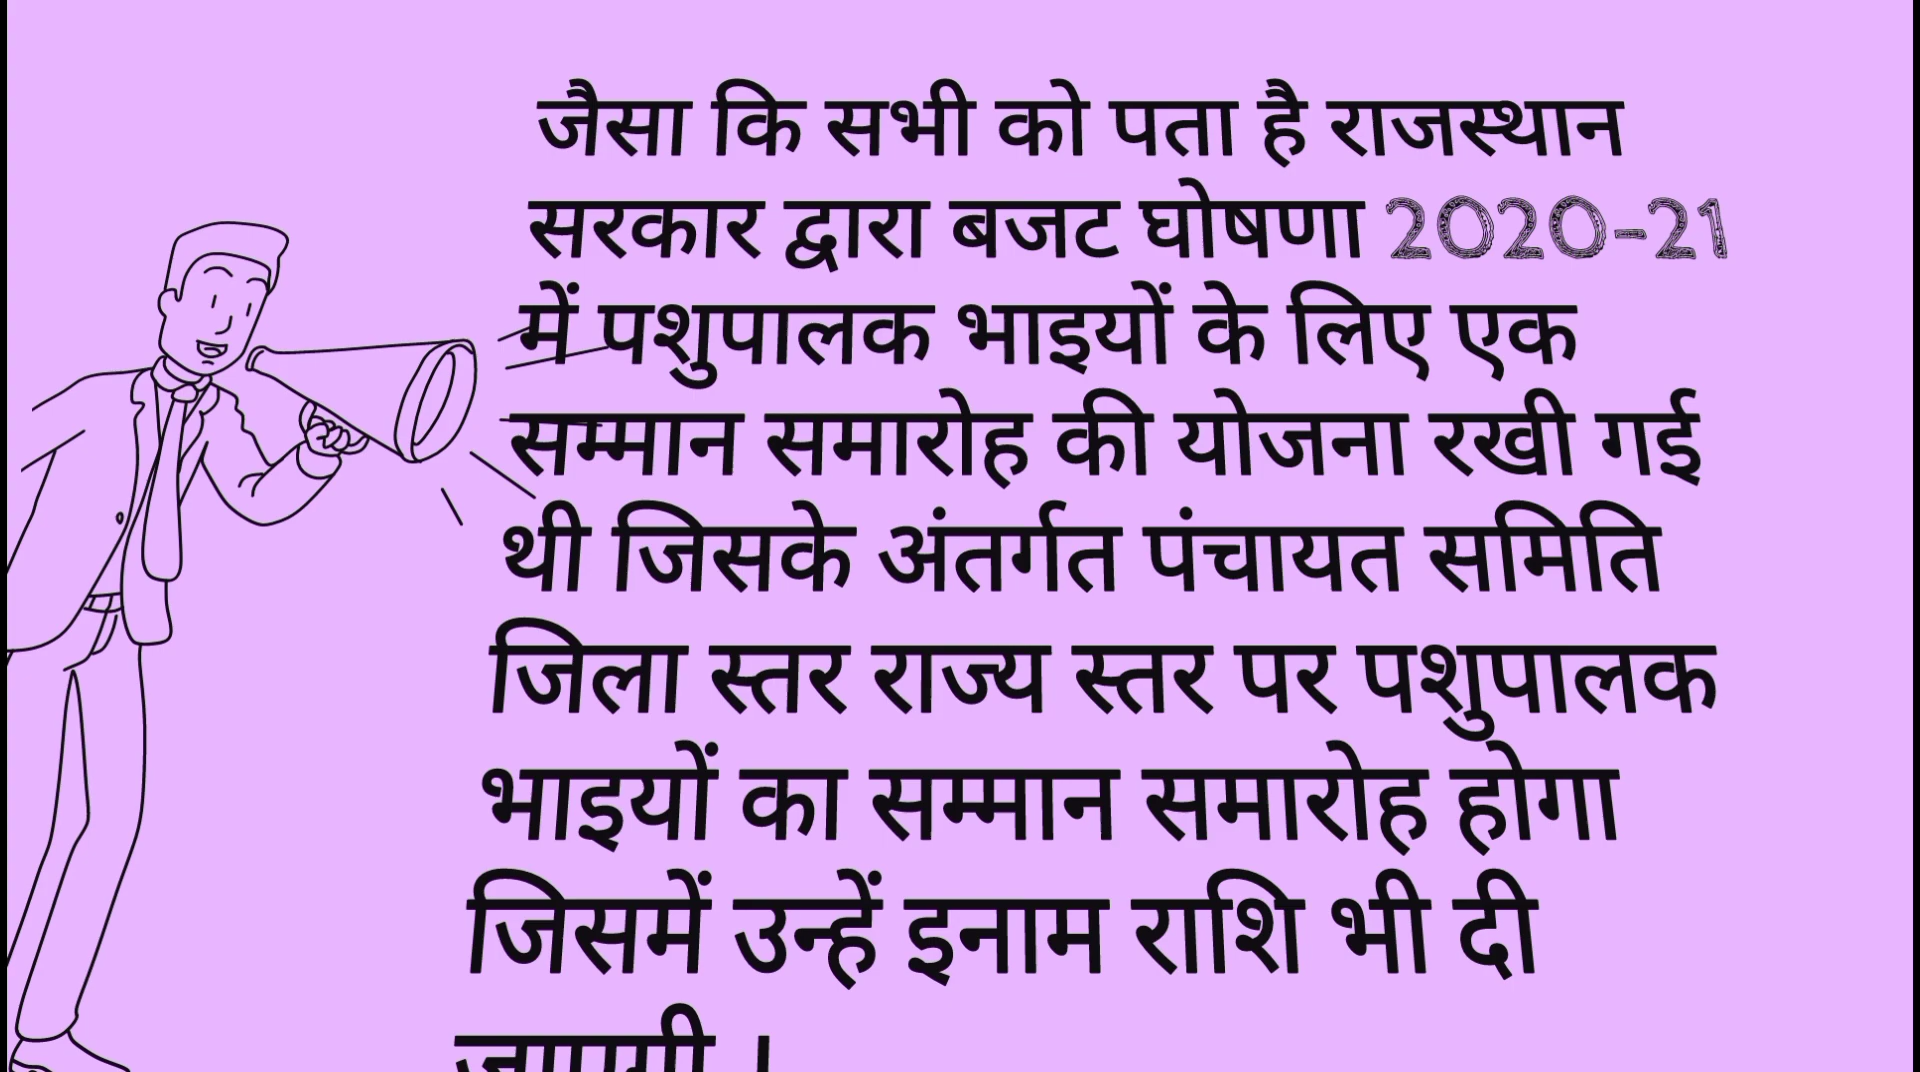 जैसा कि सभी को पता है राजस्थान
सरकार द्वारा बजट घोषणा 2020-21
में पशुपालक भाइयों के लिए एक
सम्मान समारोह की योजना रखी गई
थी जिसके अंतर्गत पंचायत समिति
जिला स्तर राज्य स्तर पर पशुपालक
भाइयों का सम्मान समारोह होगा
जिसमें उन्हें इनाम राशि भी दी